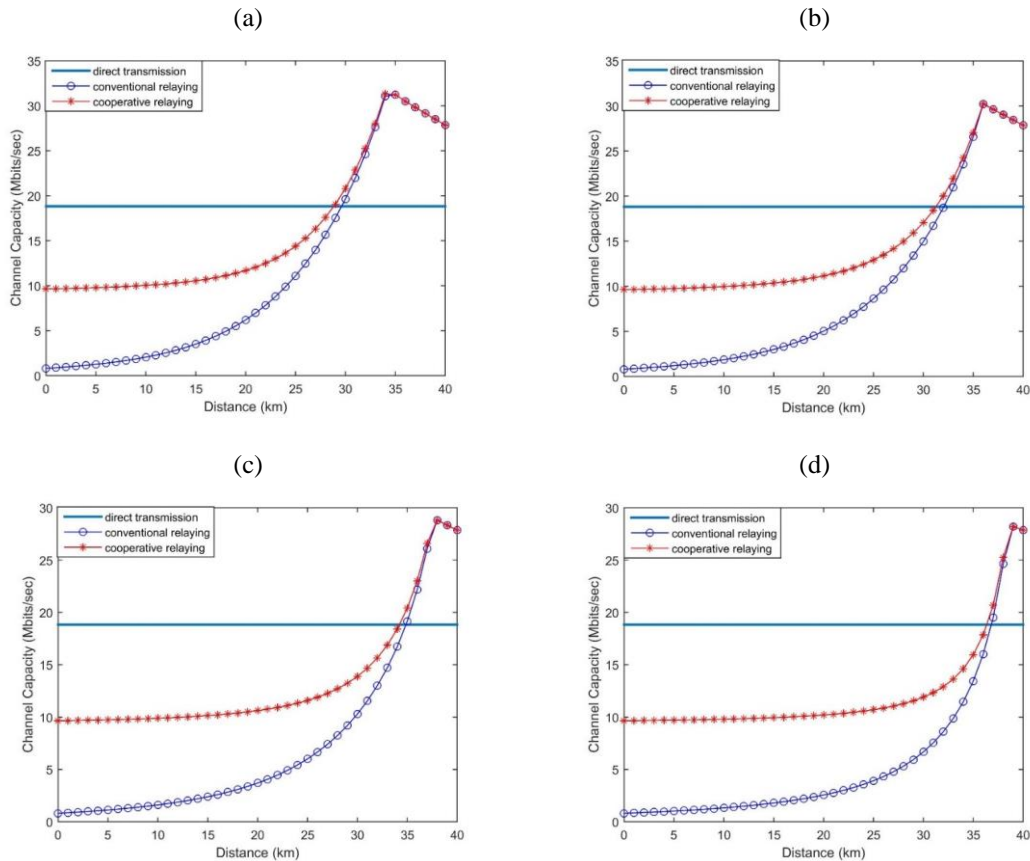 (a)
(b)
35
30
25
20
15
10
5
0
Channel Capacity (Mbits/sec)
direct transmission
conventional relaying
cooperative relaying
0 5 10 15 20 25 30 35 40
Distance (km)
35
30
25
20
15
10
5
0
Channel Capacity (Mbits/sec)
direct transmission
conventional relaying
cooperative relaying
0 5 10 15 20 25 30 35 40
Distance (km)
(c)
(d)
30
25
20
15
10
5
0
Channel Capacity (Mbits/sec)
direct transmission
conventional relaying
cooperative relaying
0 5 10 15 20 25 30 35 40
Distance (km)
30
25
20
15
10
5
0
Channel Capacity (Mbits/sec)
direct transmission
conventional relaying
cooperative relaying
0 5 10 15 20 25 30 35 40
Distance (km)